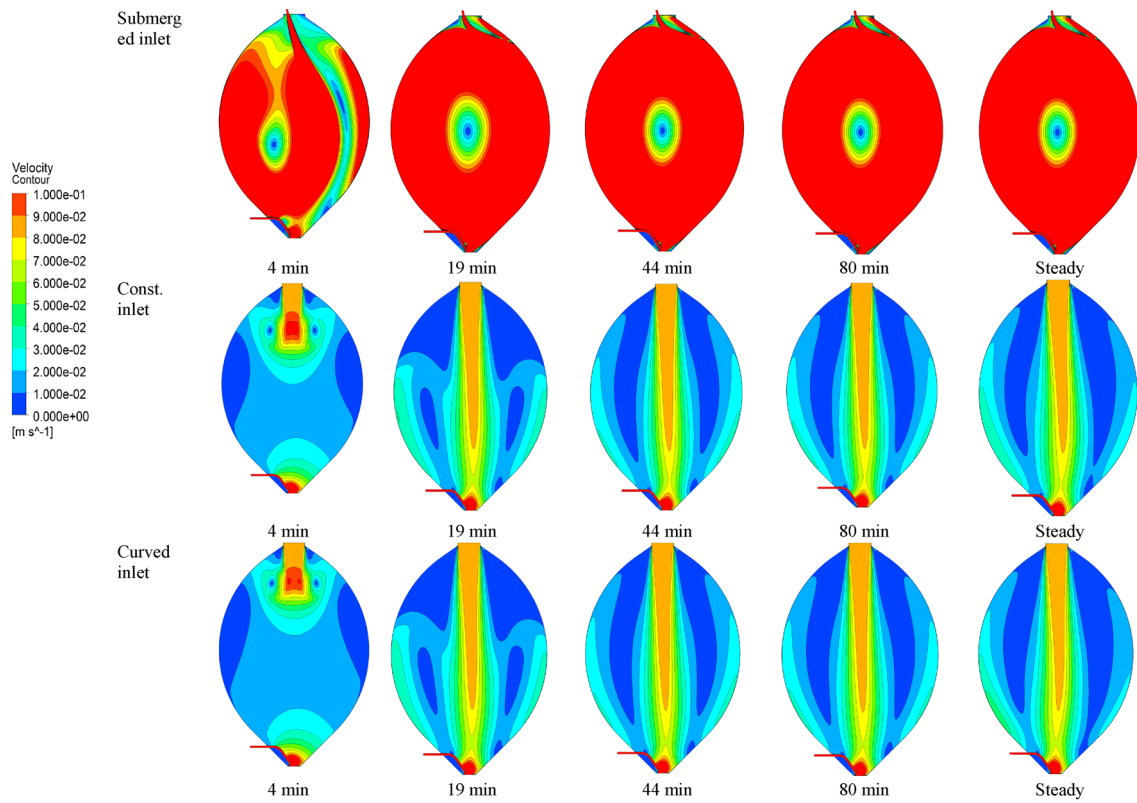 Submerg
ed inlet
Velocity
Contour
1.000e-01
9.000e-02
8.000e-02
7.000e-02
6.000e-02
5.000e-02
4.000e-02
3.000e-02
2.000e-02
1.000e-02
0.000e+00
[m s^-1]
4 min 19 min 44 min 80 min Steady
Const.
inlet
4 min 19 min 44 min 80 min Steady
Curved
inlet
4 min 19 min 44 min 80 min Steady